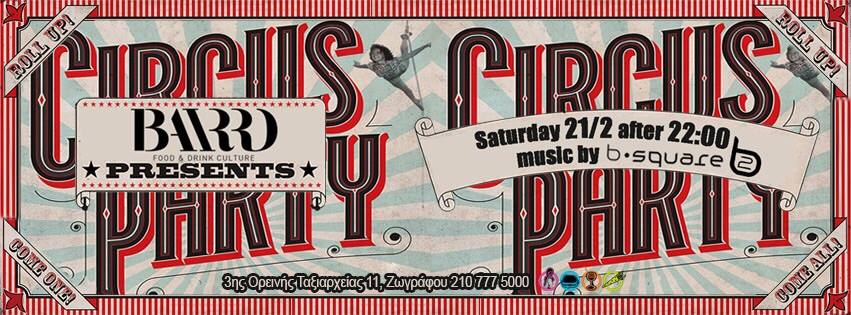 ROLL UP!
CIRCUS
PARTY
BARRO
FOOD & DRINK CULTURE
★ PRESENTS ★
COME ONE!
CIRCUS
PARTY
Saturday 21/2 after 22:00
music by b•square b2
ROLL UP!
COME ALL!
3ης Ορεινής Ταξιαρχείας 11, Ζωγράφου 210 777 5000